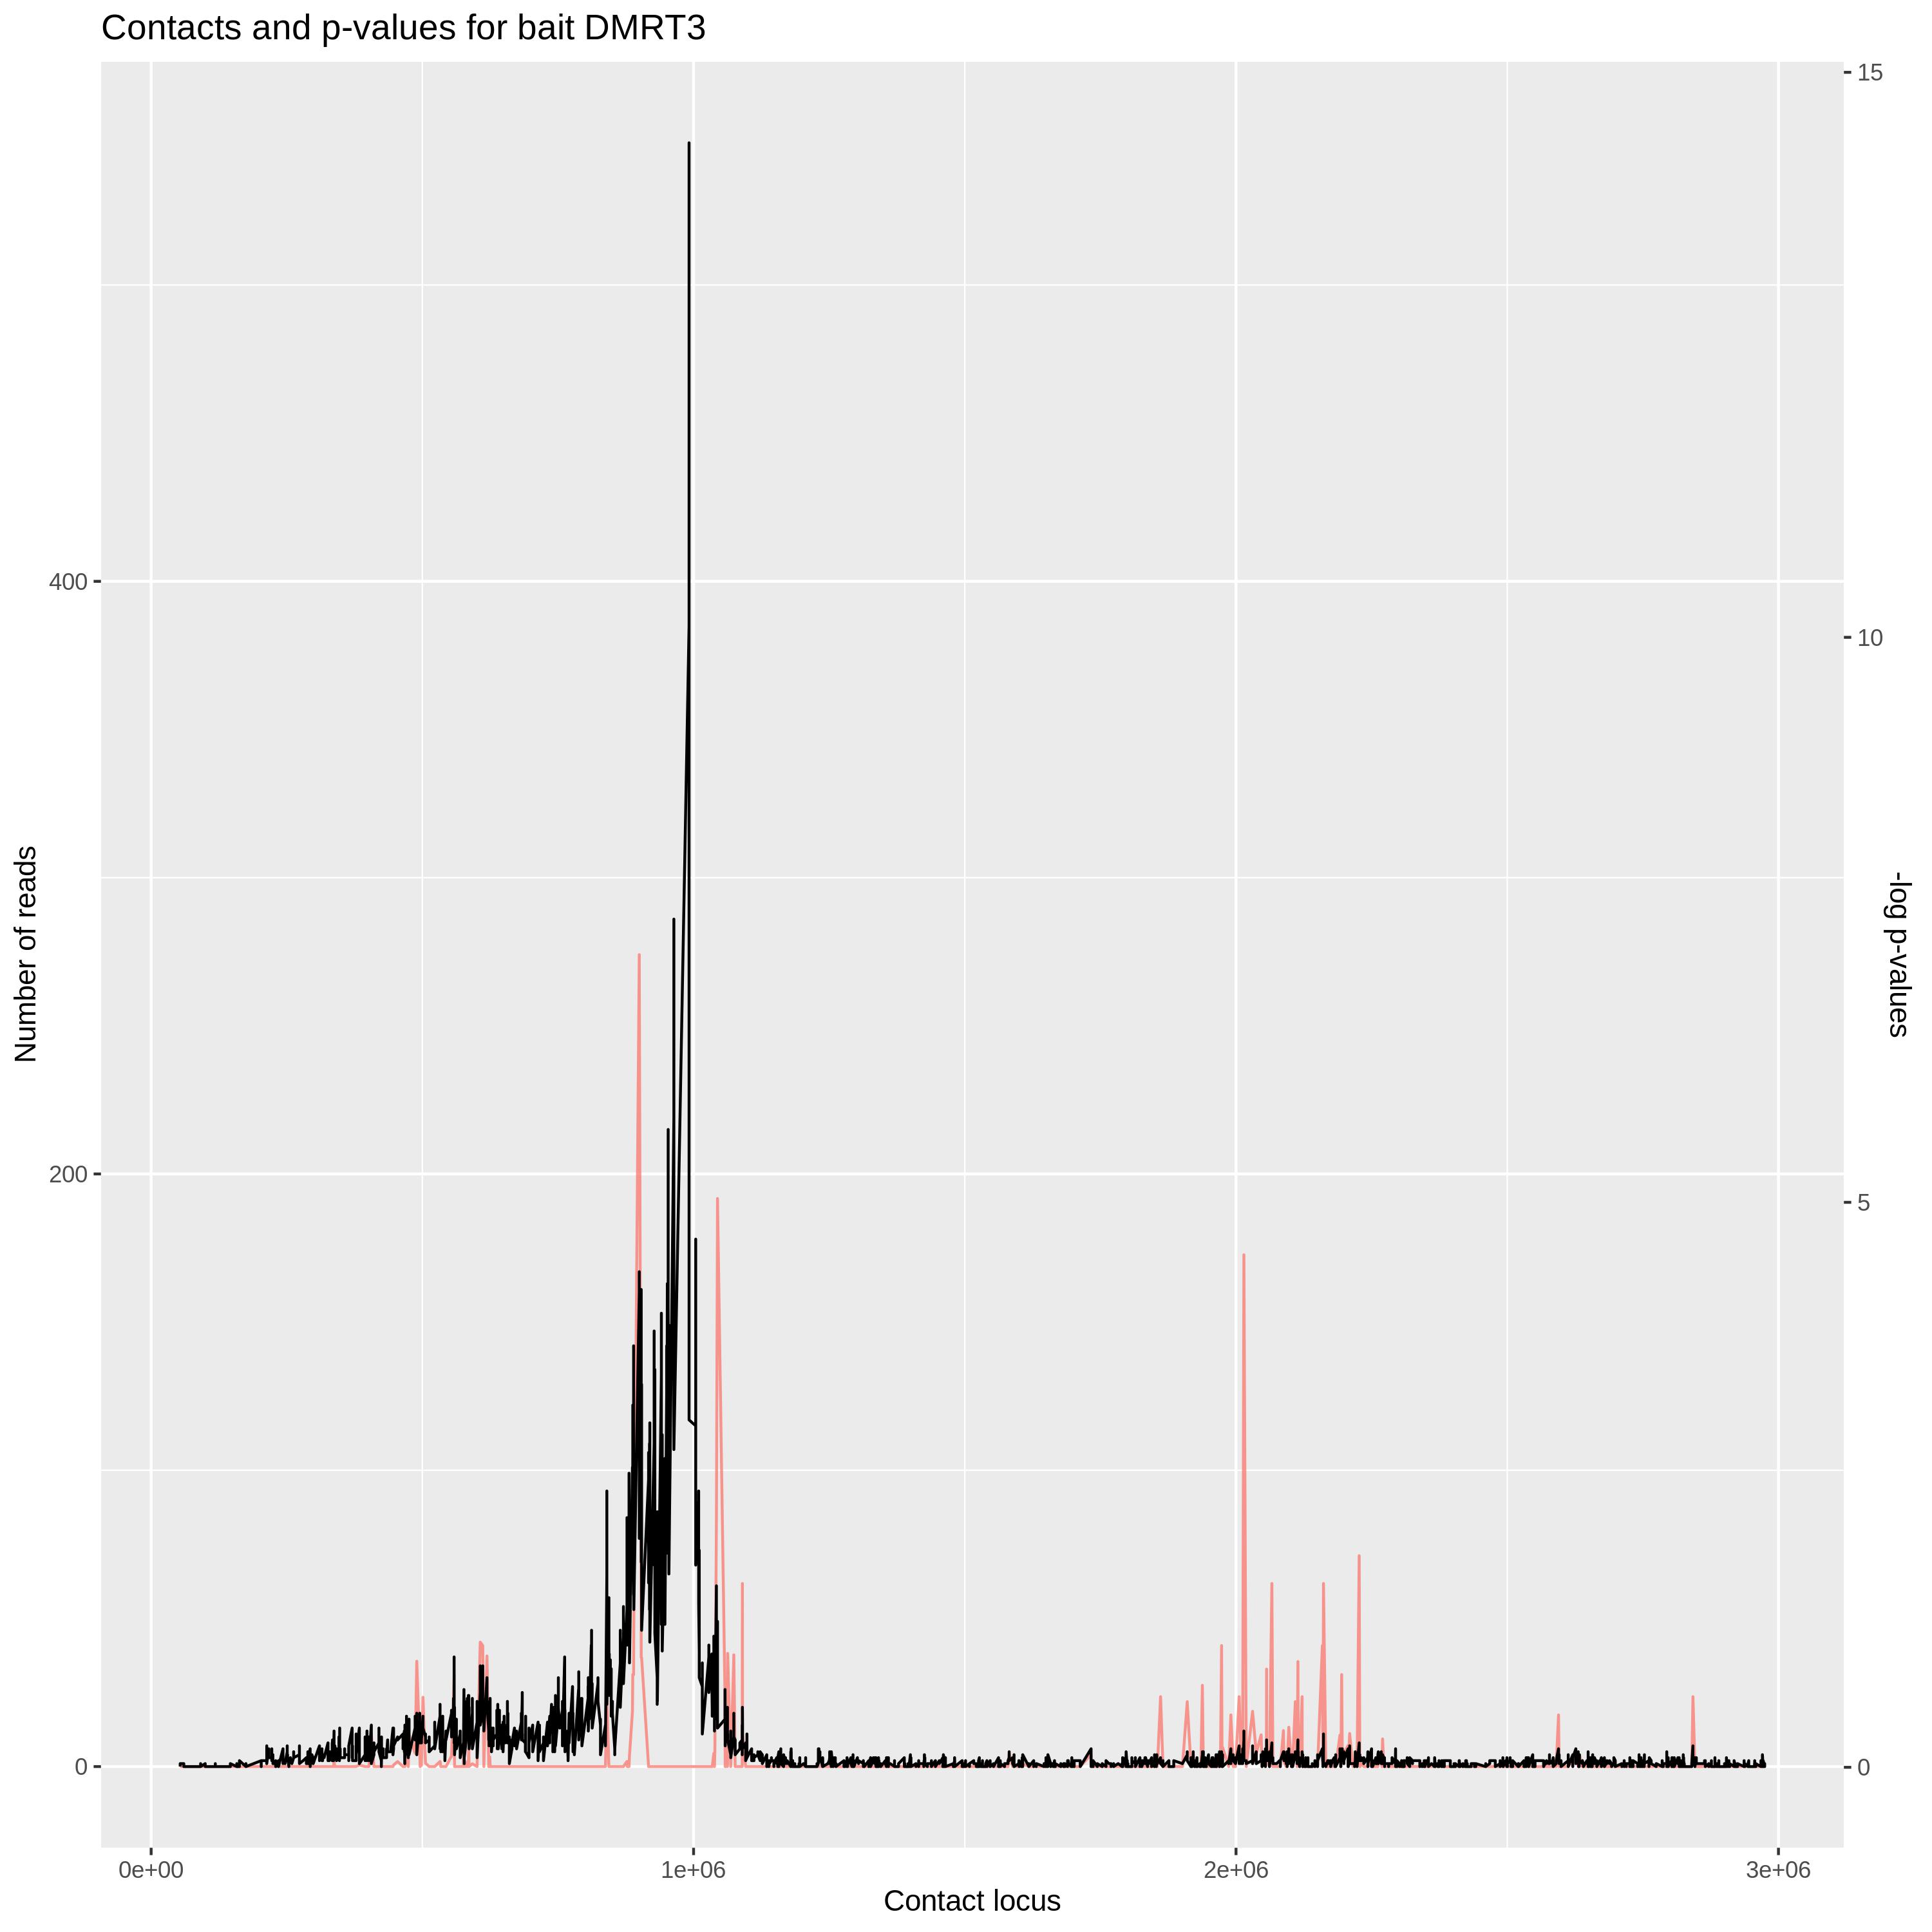 Contacts and p-values for bait DMRT3
15
400
10
Number of reads
-log p-values
200
5
0
0
0e+00
1e+06
2e+06
3e+06
Contact locus